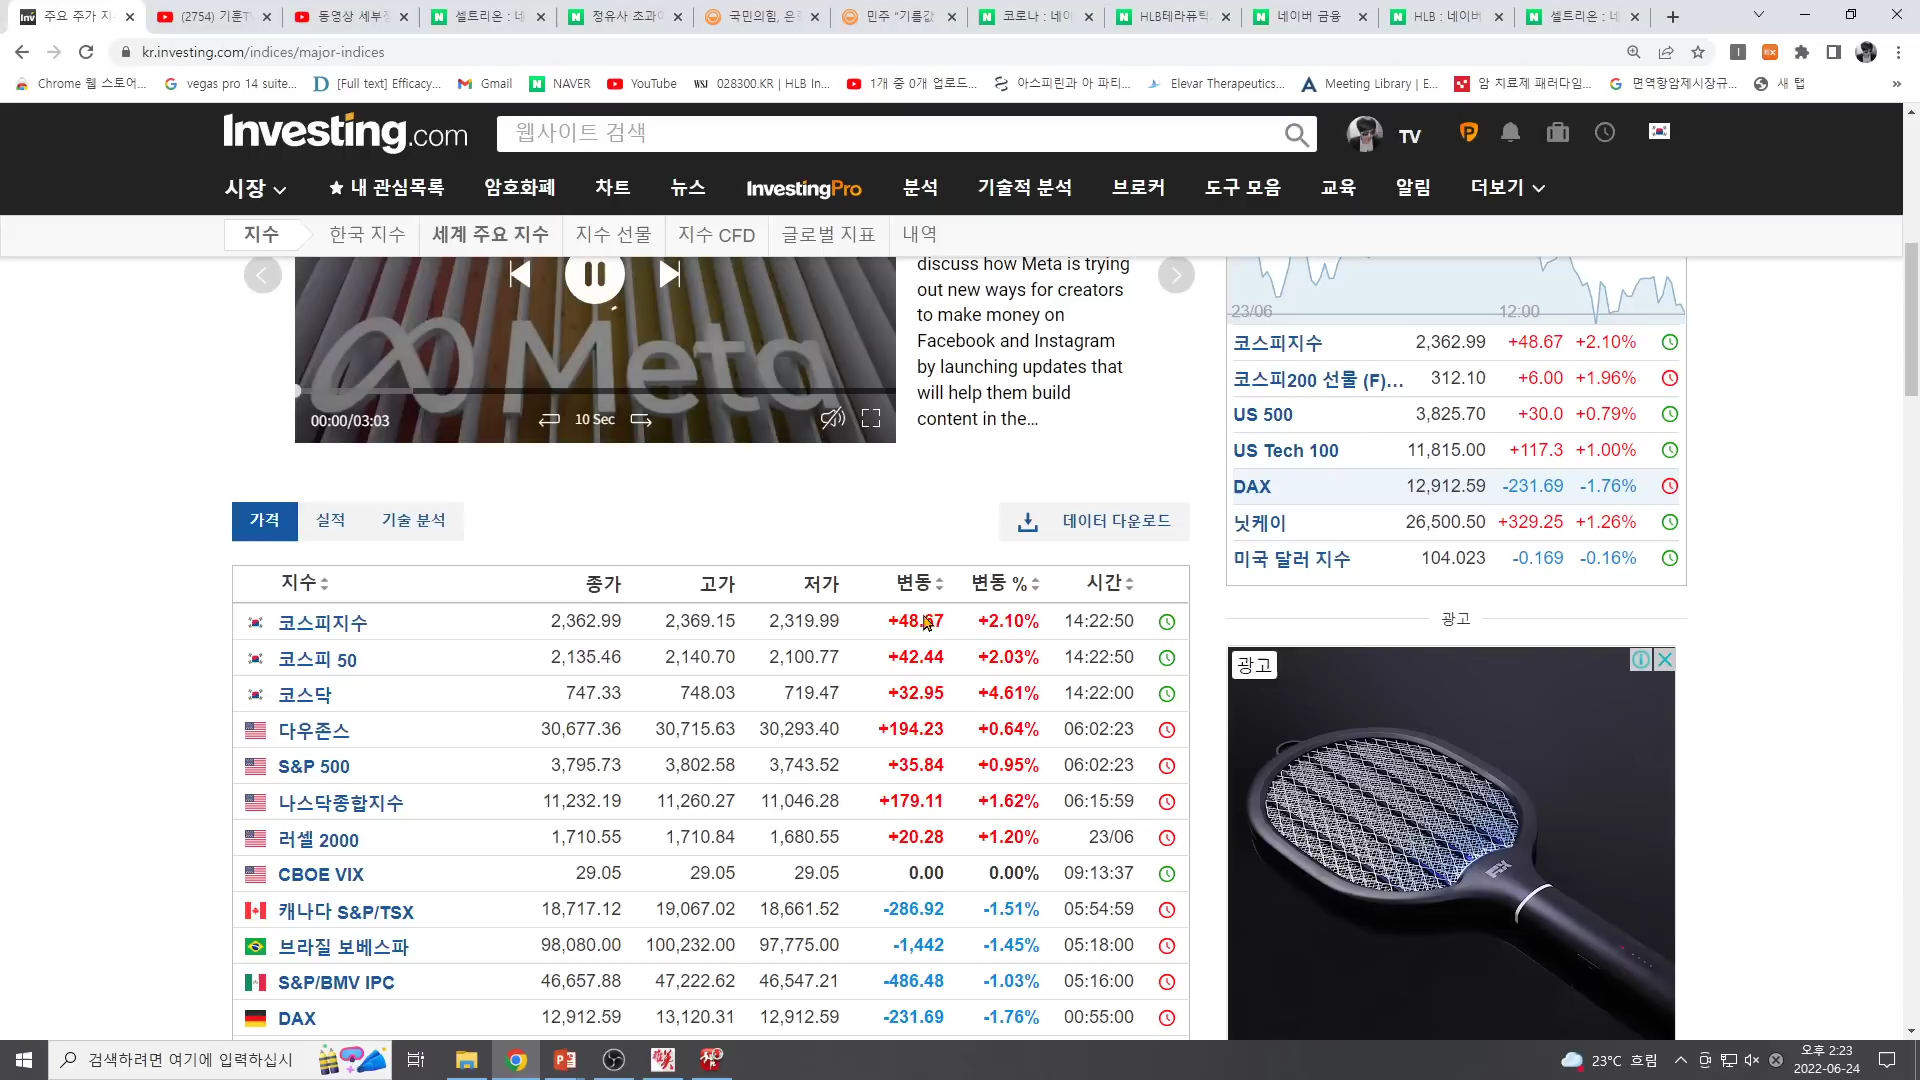 주요 주가 지
(2754) 기훈T
동영상 세부정
셀트리온 : 네
정유사 초과이
국민의힘, 은
민주 "기름값
코로나 : 네이
HLB테라퓨틱
네이버 금융
HLB : 네이버
셀트리온 : 네
kr.investing.com/indices/major-indices
Chrome 웹 스토어...
vegas pro 14 suite...
[Full text] Efficacy...
Gmail
NAVER
YouTube
WSJ 028300.KR | HLB In...
1개 중 0개 업로드...
아스피린과 아 파티...
Elevar Therapeutics...
Meeting Library | E...
암 치료제 패러다임...
면역항암제시장규...
새 탭
»
Investing.com
웹사이트 검색
TV
시장
내 관심목록
암호화폐
차트
뉴스
InvestingPro
분석
기술적 분석
브로커
도구 모음
교육
알림
더보기
지수
한국 지수
세계 주요 지수
지수 선물
지수 CFD
글로벌 지표
내역
Meta
00:00/03:03
10 Sec
discuss how Meta is trying
out new ways for creators
to make money on
Facebook and Instagram
by launching updates that
will help them build
content in the...
23/06 12:00
코스피지수 2,362.99 +48.67 +2.10%
코스피200 선물 (F)... 312.10 +6.00 +1.96%
US 500 3,825.70 +30.0 +0.79%
US Tech 100 11,815.00 +117.3 +1.00%
DAX 12,912.59 -231.69 -1.76%
닛케이 26,500.50 +329.25 +1.26%
미국 달러 지수 104.023 -0.169 -0.16%
광고
광고
가격 실적 기술 분석
데이터 다운로드
지수 종가 고가 저가 변동 변동 % 시간
코스피지수 2,362.99 2,369.15 2,319.99 +48.67 +2.10% 14:22:50
코스피 50 2,135.46 2,140.70 2,100.77 +42.44 +2.03% 14:22:50
코스닥 747.33 748.03 719.47 +32.95 +4.61% 14:22:00
다우존스 30,677.36 30,715.63 30,293.40 +194.23 +0.64% 06:02:23
S&P 500 3,795.73 3,802.58 3,743.52 +35.84 +0.95% 06:02:23
나스닥종합지수 11,232.19 11,260.27 11,046.28 +179.11 +1.62% 06:15:59
러셀 2000 1,710.55 1,710.84 1,680.55 +20.28 +1.20% 23/06
CBOE VIX 29.05 29.05 29.05 0.00 0.00% 09:13:37
캐나다 S&P/TSX 18,717.12 19,067.02 18,661.52 -286.92 -1.51% 05:54:59
브라질 보베스파 98,080.00 100,232.00 97,775.00 -1,442 -1.45% 05:18:00
S&P/BMV IPC 46,657.88 47,222.62 46,547.21 -486.48 -1.03% 05:16:00
DAX 12,912.59 13,120.31 12,912.59 -231.69 -1.76% 00:55:00
검색하려면 여기에 입력하십시
23°C 흐림
오후 2:23
2022-06-24